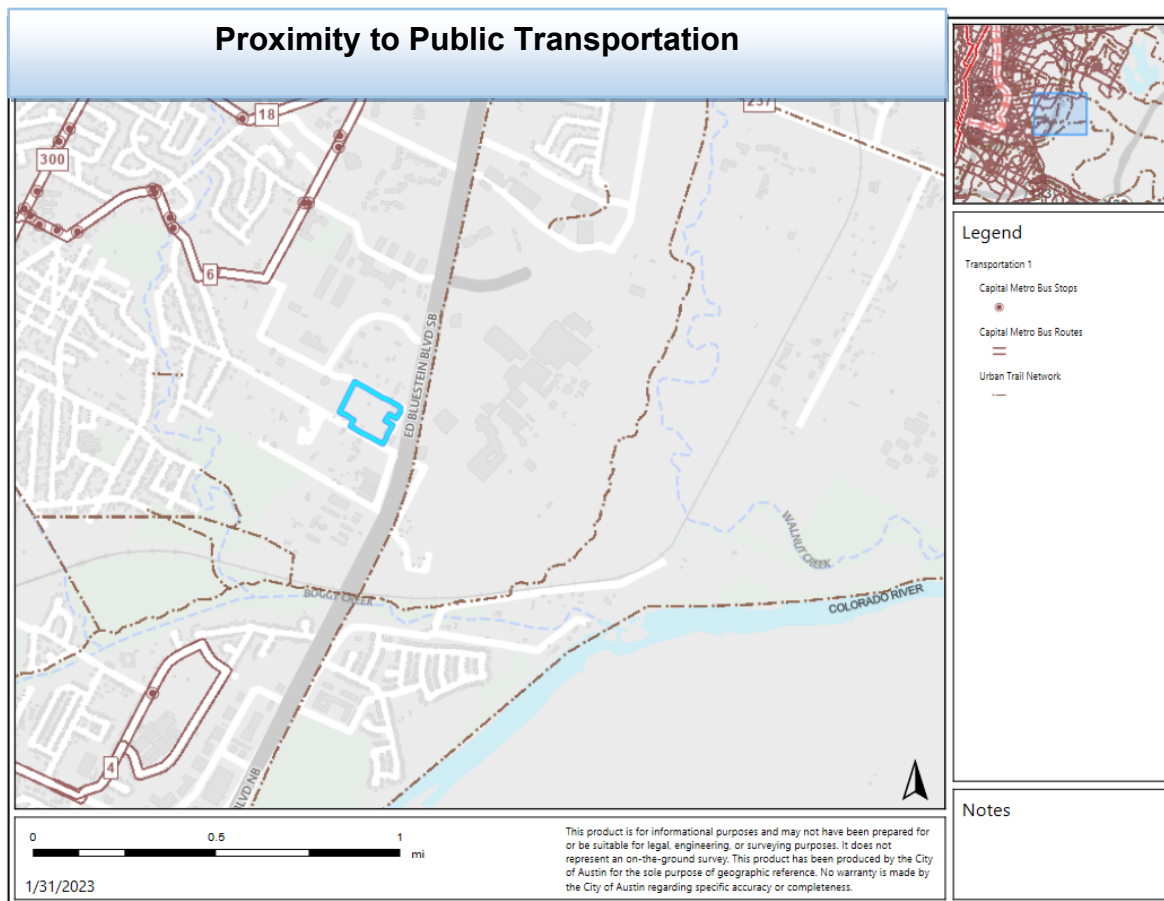 Proximity to Public Transportation
18
237
300
6
ED BLUESTEIN BLVD SB
WALNUT CREEK
BOGGY CREEK
COLORADO RIVER
4
BLVD NB
0
0.5
1
mi
1/31/2023
This product is for informational purposes and may not have been prepared for
or be suitable for legal, engineering, or surveying purposes. It does not
represent an on-the-ground survey. This product has been produced by the City
of Austin for the sole purpose of geographic reference. No warranty is made by
the City of Austin regarding specific accuracy or completeness.
Legend
Transportation 1
Capital Metro Bus Stops
Capital Metro Bus Routes
Urban Trail Network
Notes